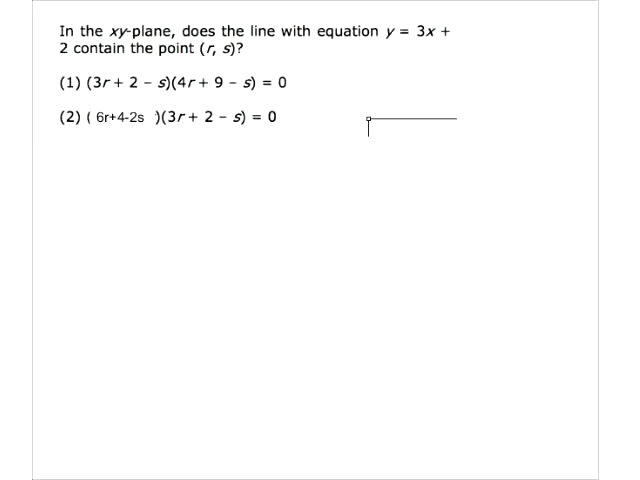 In the xy-plane, does the line with equation y = 3x +
2 contain the point (r, s)?
(1) (3r + 2 – s)(4r + 9 – s) = 0
(2) ( 6r+4-2s )(3r + 2 – s) = 0